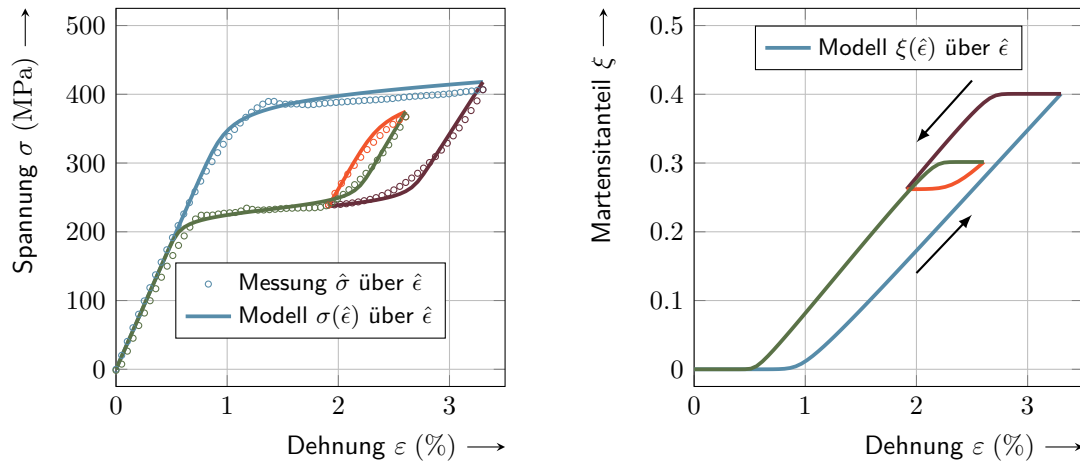 Spannung σ (MPa)
500
400
300
200
100
0
Messung σ̂ über ϵ̂
Modell σ(ϵ̂) über ϵ̂
0 1 2 3
Dehnung ε (%)
Martensitanteil ξ
0.5
0.4
0.3
0.2
0.1
0
Modell ξ(ϵ̂) über ϵ̂
0 1 2 3
Dehnung ε (%)